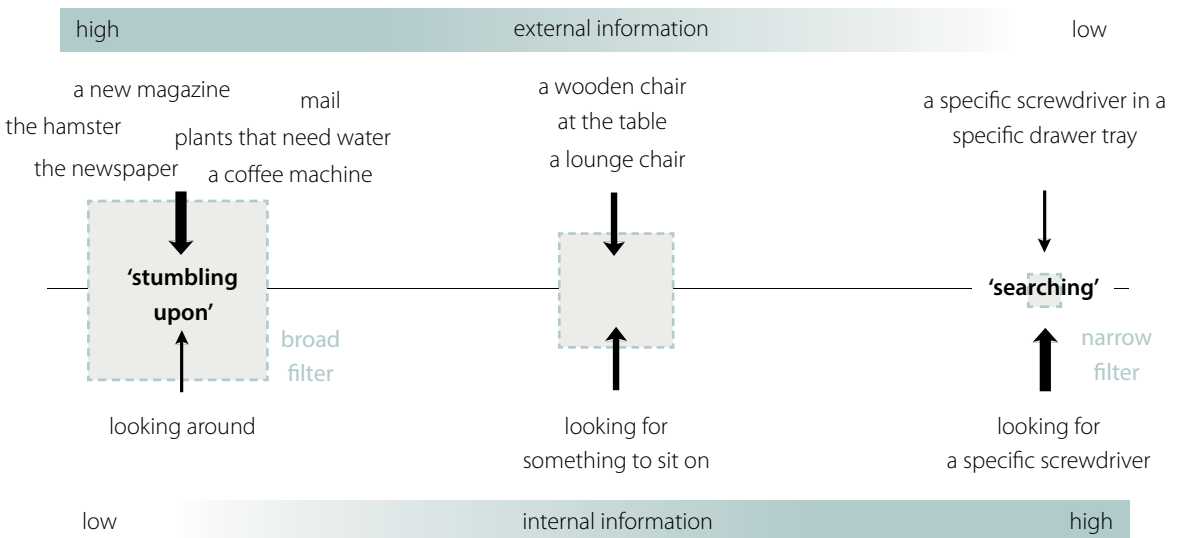 high external information low
a new magazine
mail
the hamster
plants that need water
the newspaper
a coffee machine
a wooden chair
at the table
a lounge chair
a specific screwdriver in a
specific drawer tray
‘stumbling
upon’
‘searching’
broad
filter
narrow
filter
looking around
looking for
something to sit on
looking for
a specific screwdriver
low internal information high